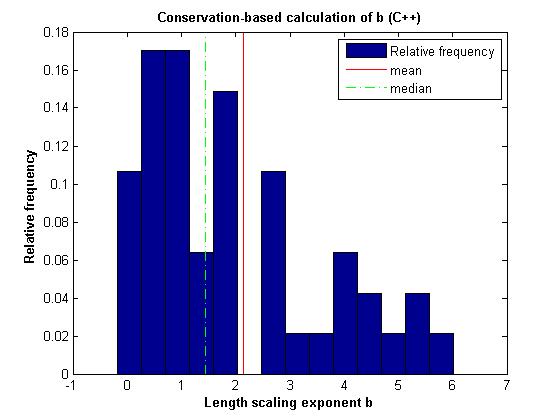 Conservation-based calculation of b (C++)
0.18
0.16
0.14
0.12
0.1
0.08
0.06
0.04
0.02
0
Relative frequency
Relative frequency
mean
median
-1 0 1 2 3 4 5 6 7
Length scaling exponent b